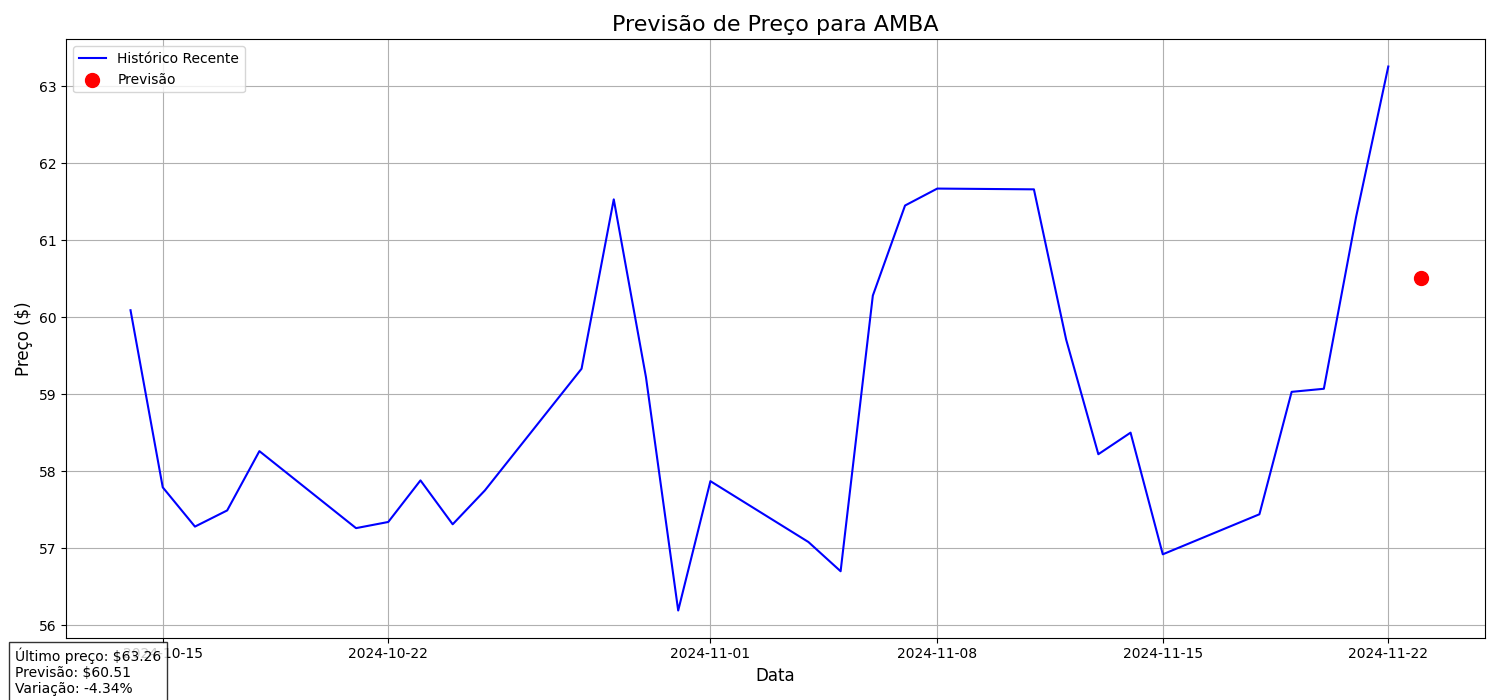 Previsão de Preço para AMBA
Histórico Recente
Previsão
63
62
61
60
59
58
57
56
Preço ($)
2024-10-15
2024-10-22
2024-11-01
2024-11-08
2024-11-15
2024-11-22
Data
Último preço: $63.26
Previsão: $60.51
Variação: -4.34%